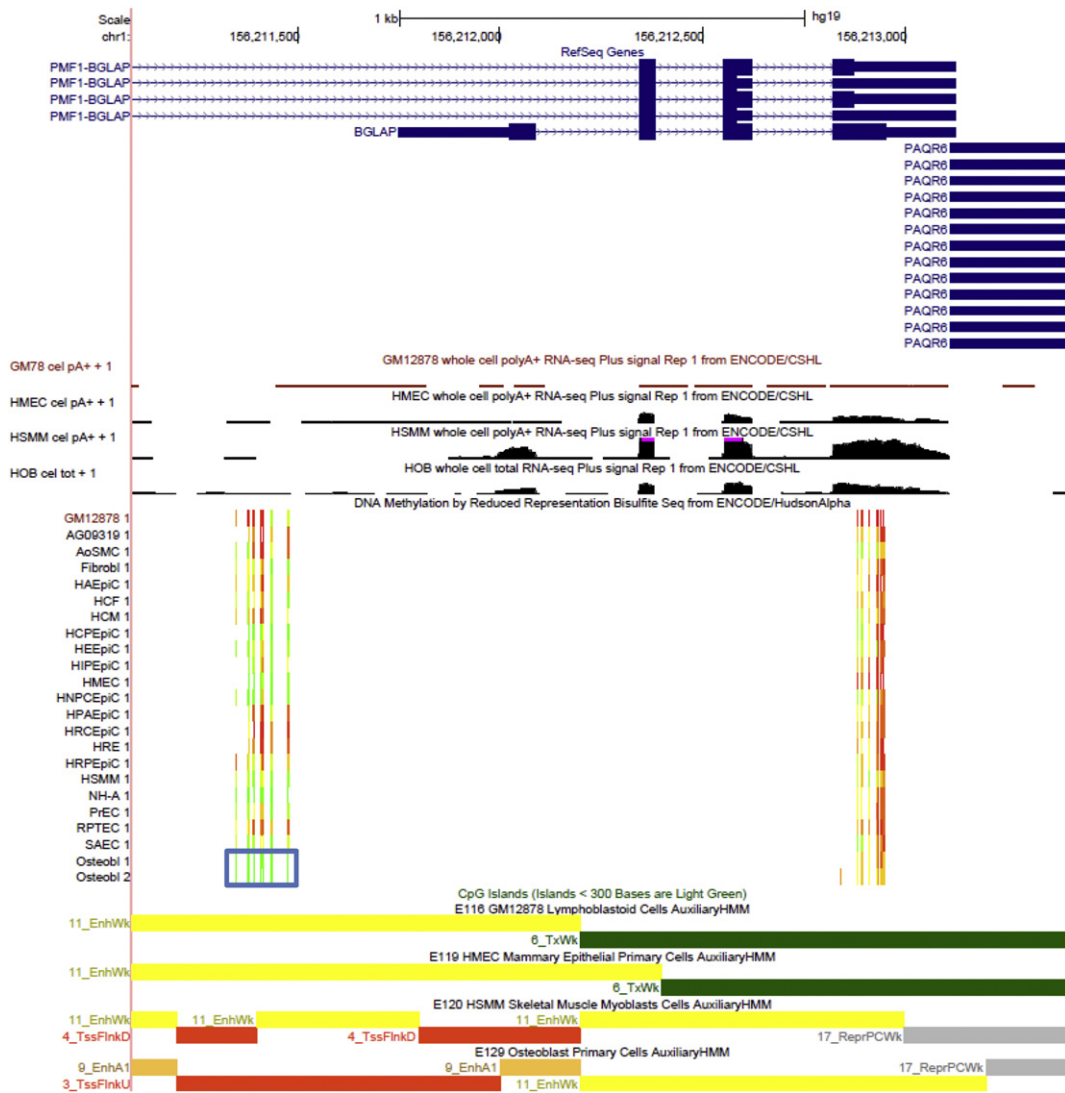 Scale 1 kb hg19
chr1: 156,211,500 156,212,000 156,212,500 156,213,000
RefSeq Genes
PMF1-BGLAP
PMF1-BGLAP
PMF1-BGLAP
PMF1-BGLAP
BGLAP
PAQR6
PAQR6
PAQR6
PAQR6
PAQR6
PAQR6
PAQR6
PAQR6
PAQR6
PAQR6
PAQR6
PAQR6
PAQR6
GM12878 whole cell polyA+ RNA-seq Plus signal Rep 1 from ENCODE/CSHL
GM78 cel pA+ + 1
HMEC whole cell polyA+ RNA-seq Plus signal Rep 1 from ENCODE/CSHL
HMEC cel pA+ + 1
HSMM whole cell polyA+ RNA-seq Plus signal Rep 1 from ENCODE/CSHL
HSMM cel pA+ + 1
HOB whole cell total RNA-seq Plus signal Rep 1 from ENCODE/CSHL
HOB cel tot + 1
DNA Methylation by Reduced Representation Bisulfite Seq from ENCODE/HudsonAlpha
GM12878 1
AG09319 1
AoSMC 1
Fibrobl 1
HAEpiC 1
HCF 1
HCM 1
HCPEpiC 1
HEEpiC 1
HIPEpiC 1
HMEC 1
HNPCEpiC 1
HPAEpiC 1
HRCEpiC 1
HRE 1
HRPEpiC 1
HSMM 1
NH-A 1
PrEC 1
RPTEC 1
SAEC 1
Osteobl 1
Osteobl 2
CpG Islands (Islands < 300 Bases are Light Green)
E116 GM12878 Lymphoblastoid Cells AuxiliaryHMM
11_EnhWk
6_TxWk
E119 HMEC Mammary Epithelial Primary Cells AuxiliaryHMM
11_EnhWk
6_TxWk
E120 HSMM Skeletal Muscle Myoblasts Cells AuxiliaryHMM
11_EnhWk 11_EnhWk 11_EnhWk
4_TssFlnkD 4_TssFlnkD 17_ReprPCWk
E129 Osteoblast Primary Cells AuxiliaryHMM
9_EnhA1 9_EnhA1 17_ReprPCWk
3_TssFlnkU 11_EnhWk